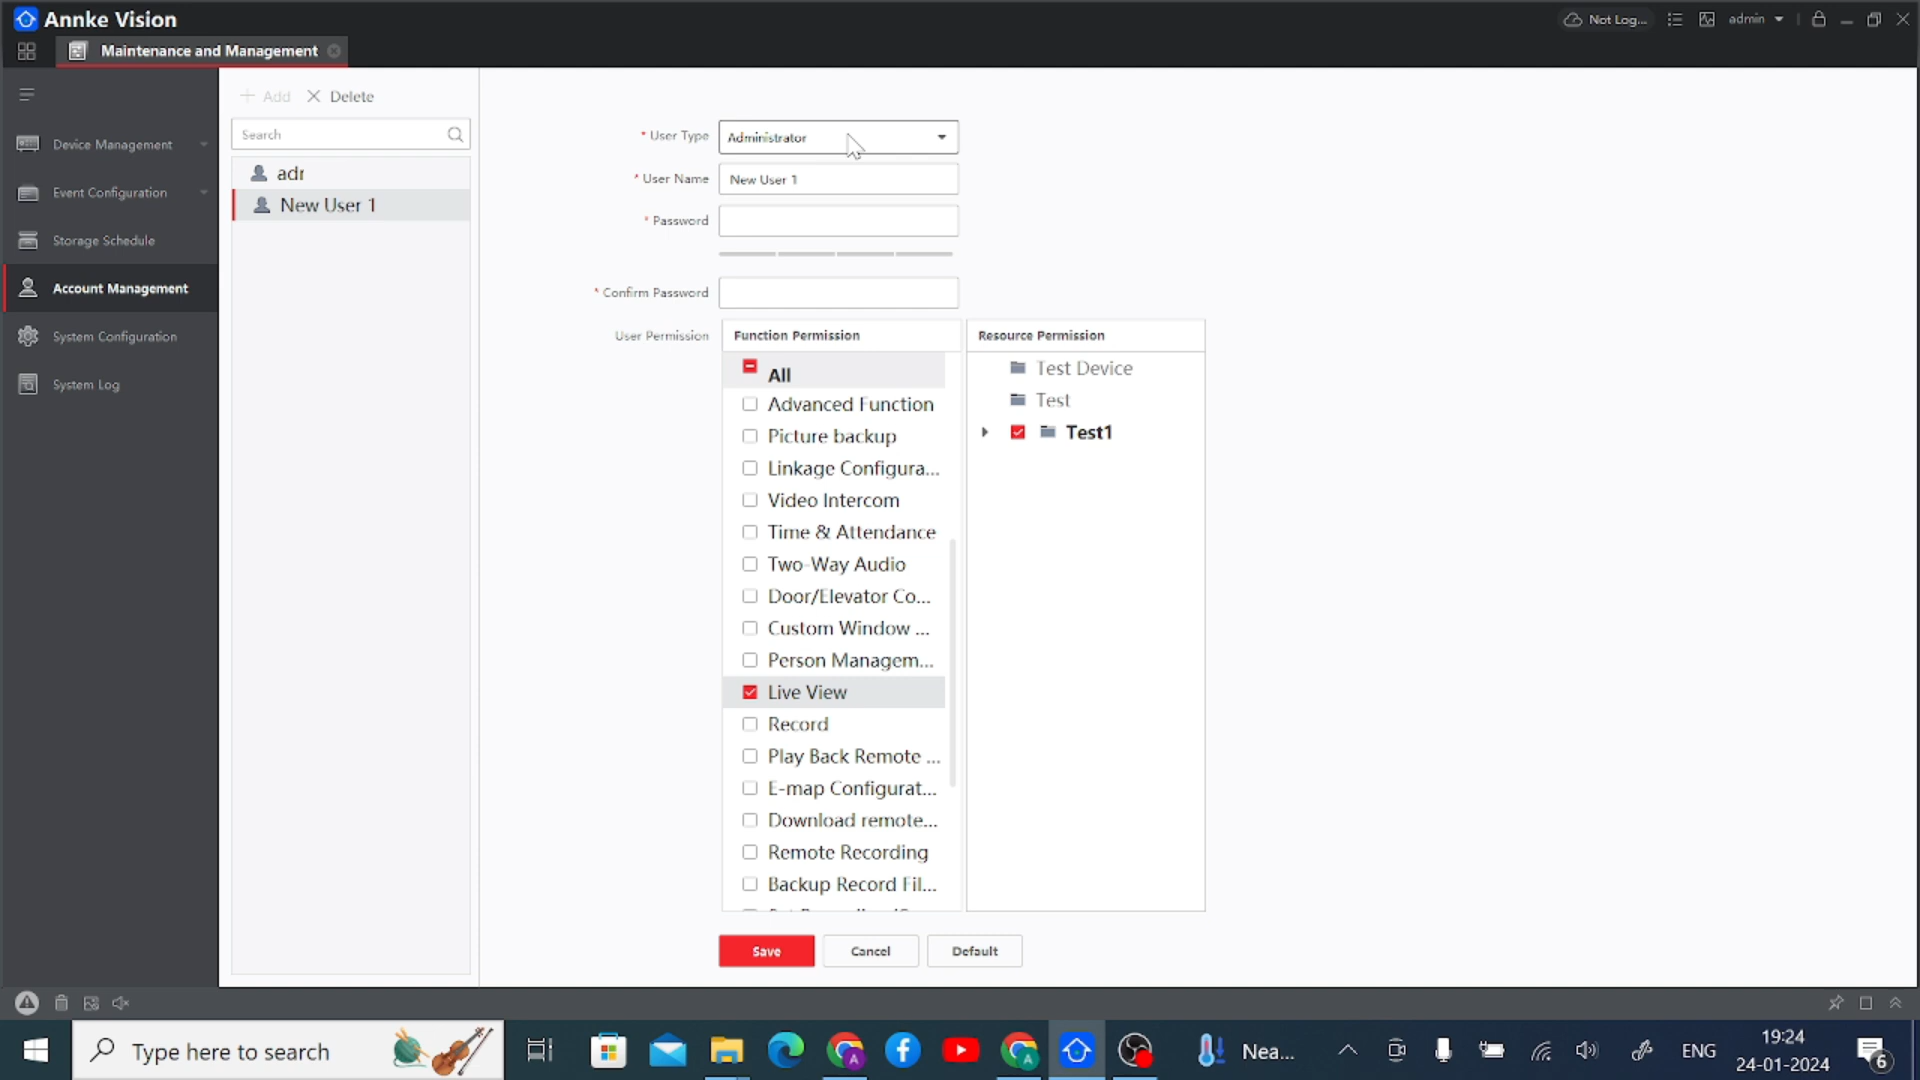 Annke Vision
Not Log...
admin
Maintenance and Management
Add
Delete
Search
adr
New User 1
Device Management
Event Configuration
Storage Schedule
Account Management
System Configuration
System Log
* User Type
Administrator
* User Name
New User 1
* Password
* Confirm Password
User Permission
Function Permission
All
Advanced Function
Picture backup
Linkage Configura...
Video Intercom
Time & Attendance
Two-Way Audio
Door/Elevator Co...
Custom Window ...
Person Managem...
Live View
Record
Play Back Remote ...
E-map Configurat...
Download remote...
Remote Recording
Backup Record Fil...
Resource Permission
Test Device
Test
Test1
Save
Cancel
Default
Type here to search
A
A
Nea...
ENG
19:24
24-01-2024
6